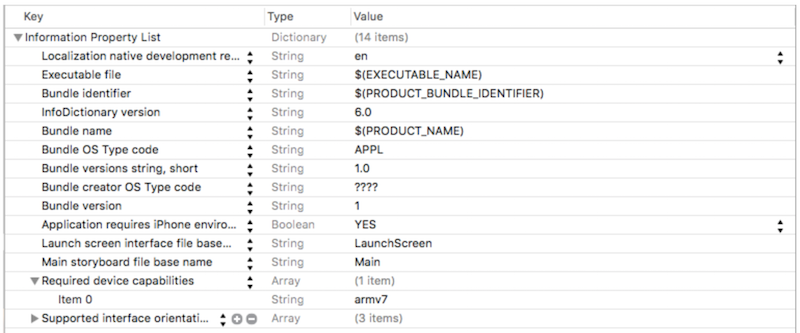 Key Type Value
Information Property List Dictionary (14 items)
Localization native development re... String en
Executable file String $(EXECUTABLE_NAME)
Bundle identifier String $(PRODUCT_BUNDLE_IDENTIFIER)
InfoDictionary version String 6.0
Bundle name String $(PRODUCT_NAME)
Bundle OS Type code String APPL
Bundle versions string, short String 1.0
Bundle creator OS Type code String ????
Bundle version String 1
Application requires iPhone enviro... Boolean YES
Launch screen interface file base... String LaunchScreen
Main storyboard file base name String Main
Required device capabilities Array (1 item)
Item 0 String armv7
Supported interface orientati... Array (3 items)